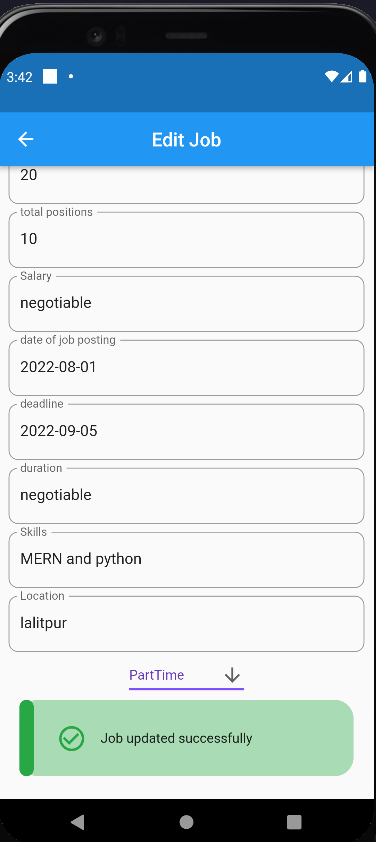 3:42
Edit Job
20
total positions
10
Salary
negotiable
date of job posting
2022-08-01
deadline
2022-09-05
duration
negotiable
Skills
MERN and python
Location
lalitpur
PartTime
Job updated successfully